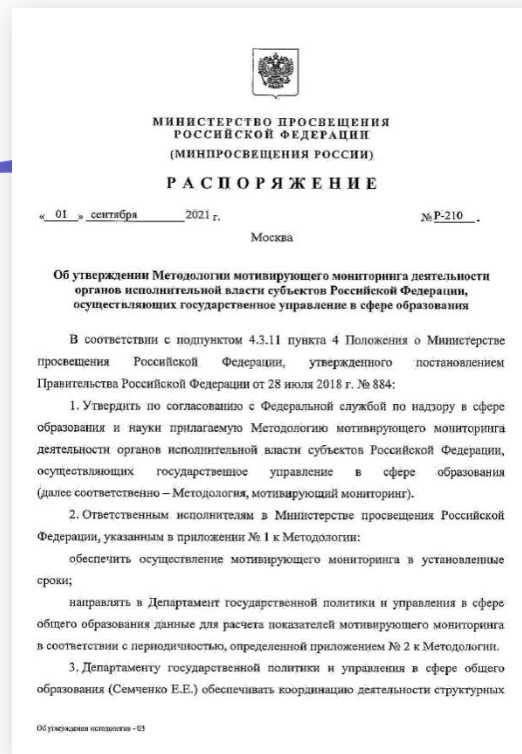 МИНИСТЕРСТВО ПРОСВЕЩЕНИЯ
РОССИЙСКОЙ ФЕДЕРАЦИИ
(МИНПРОСВЕЩЕНИЯ РОССИИ)
РАСПОРЯЖЕНИЕ
« 01 » сентября 2021 г. № Р-210 .
Москва
Об утверждении Методологии мотивирующего мониторинга деятельности
органов исполнительной власти субъектов Российской Федерации,
осуществляющих государственное управление в сфере образования
В соответствии с подпунктом 4.3.11 пункта 4 Положения о Министерстве
просвещения Российской Федерации, утвержденного постановлением
Правительства Российской Федерации от 28 июля 2018 г. № 884:
1. Утвердить по согласованию с Федеральной службой по надзору в сфере
образования и науки прилагаемую Методологию мотивирующего мониторинга
деятельности органов исполнительной власти субъектов Российской Федерации,
осуществляющих государственное управление в сфере образования
(далее соответственно – Методология, мотивирующий мониторинг).
2. Ответственным исполнителям в Министерстве просвещения Российской
Федерации, указанным в приложении № 1 к Методологии:
обеспечить осуществление мотивирующего мониторинга в установленные
сроки;
направлять в Департамент государственной политики и управления в сфере
общего образования данные для расчета показателей мотивирующего мониторинга
в соответствии с периодичностью, определенной приложением № 2 к Методологии.
3. Департаменту государственной политики и управления в сфере общего
образования (Семченко Е.Е.) обеспечивать координацию деятельности структурных
Об утверждении методологии - 03